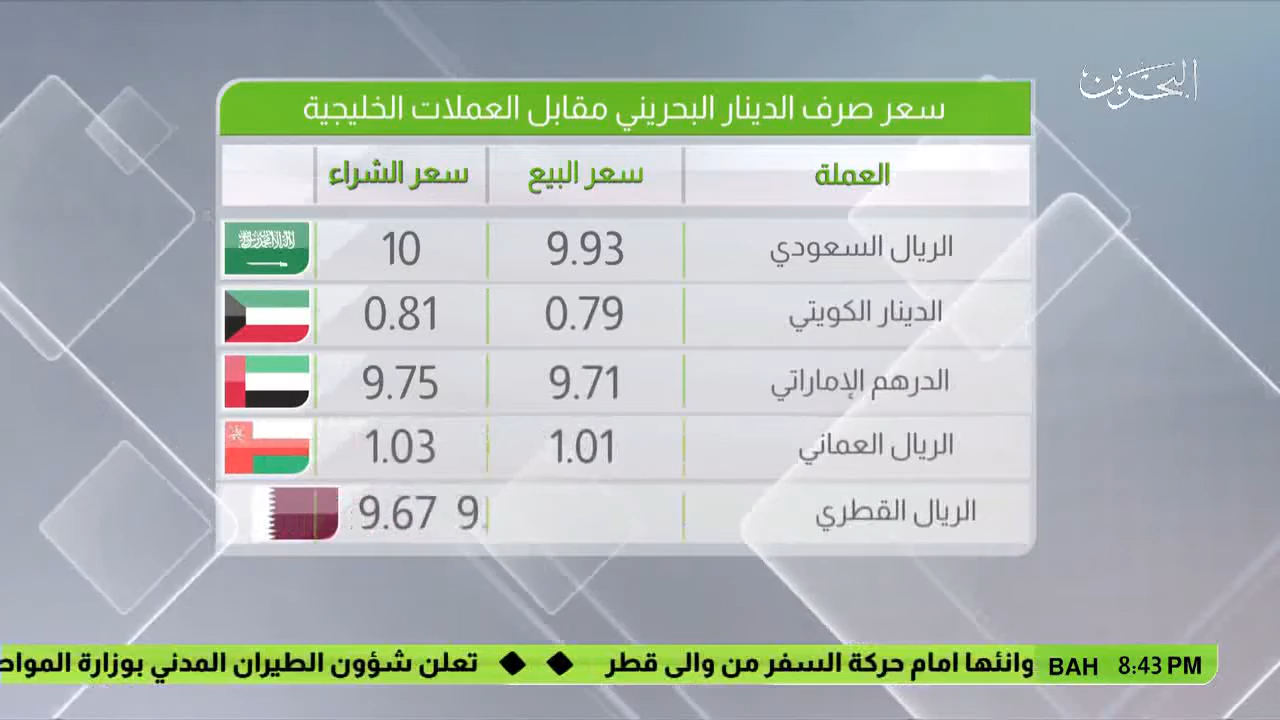 البحرين
سعر صرف الدينار البحريني مقابل العملات الخليجية
العملة سعر البيع سعر الشراء
الريال السعودي 9.93 10
الدينار الكويتي 0.79 0.81
الدرهم الإماراتي 9.71 9.75
الريال العماني 1.01 1.03
الريال القطري 9 9.67
BAH 8:43 PM
وانئها امام حركة السفر من والى قطر ◆ ◆ تعلن شؤون الطيران المدني بوزارة